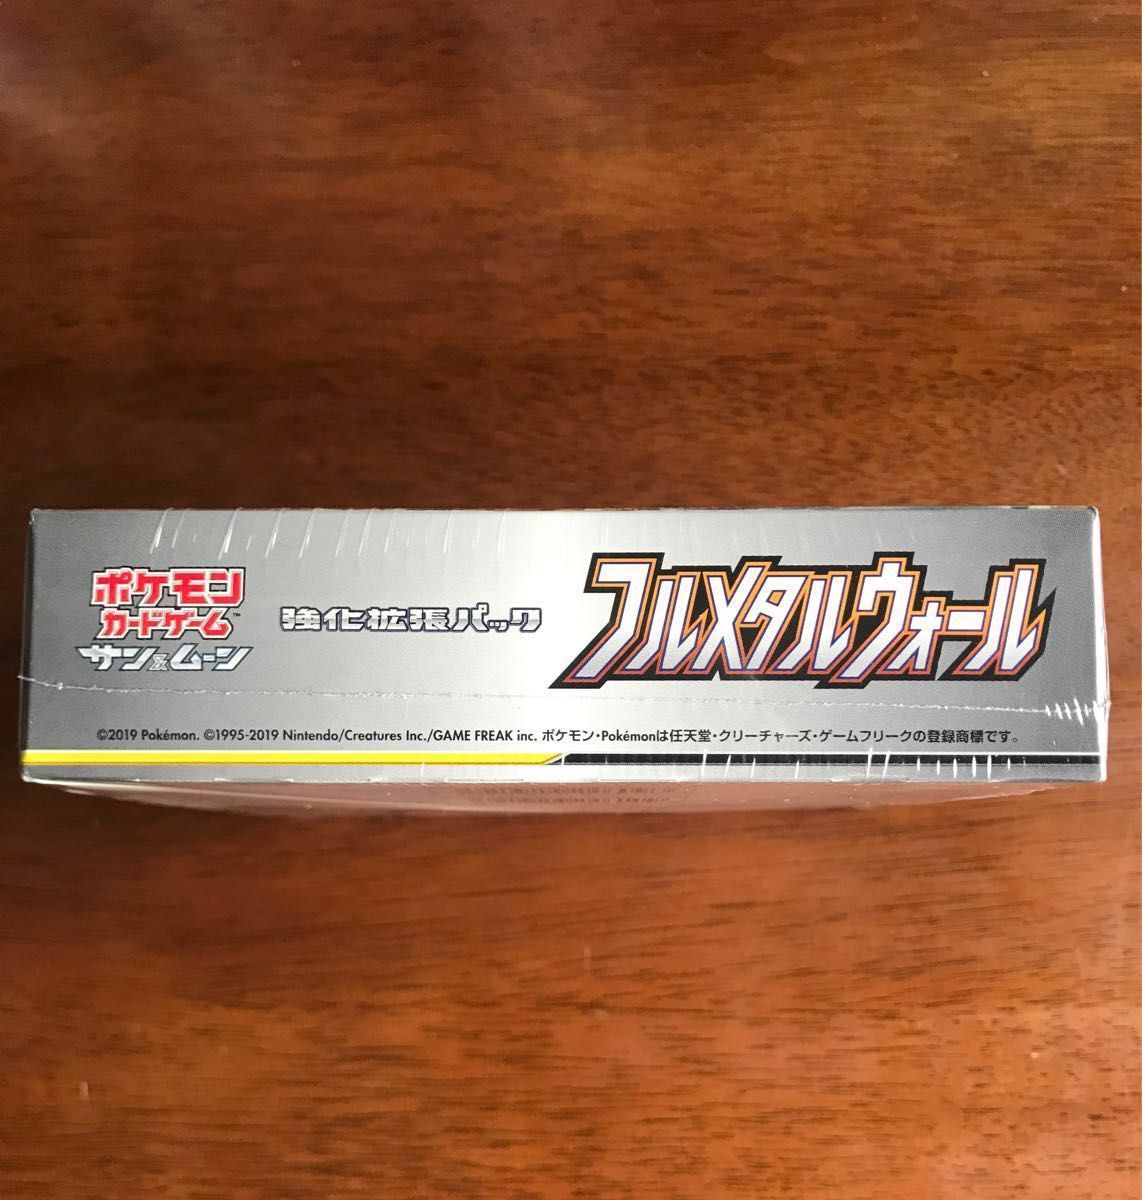 ポケモン
カードゲーム™
サン&ムーン
強化拡張パック
フルメタルウォール
©2019 Pokémon. ©1995-2019 Nintendo/Creatures Inc./GAME FREAK inc. ポケモン・Pokémonは任天堂・クリーチャーズ・ゲームフリークの登録商標です。